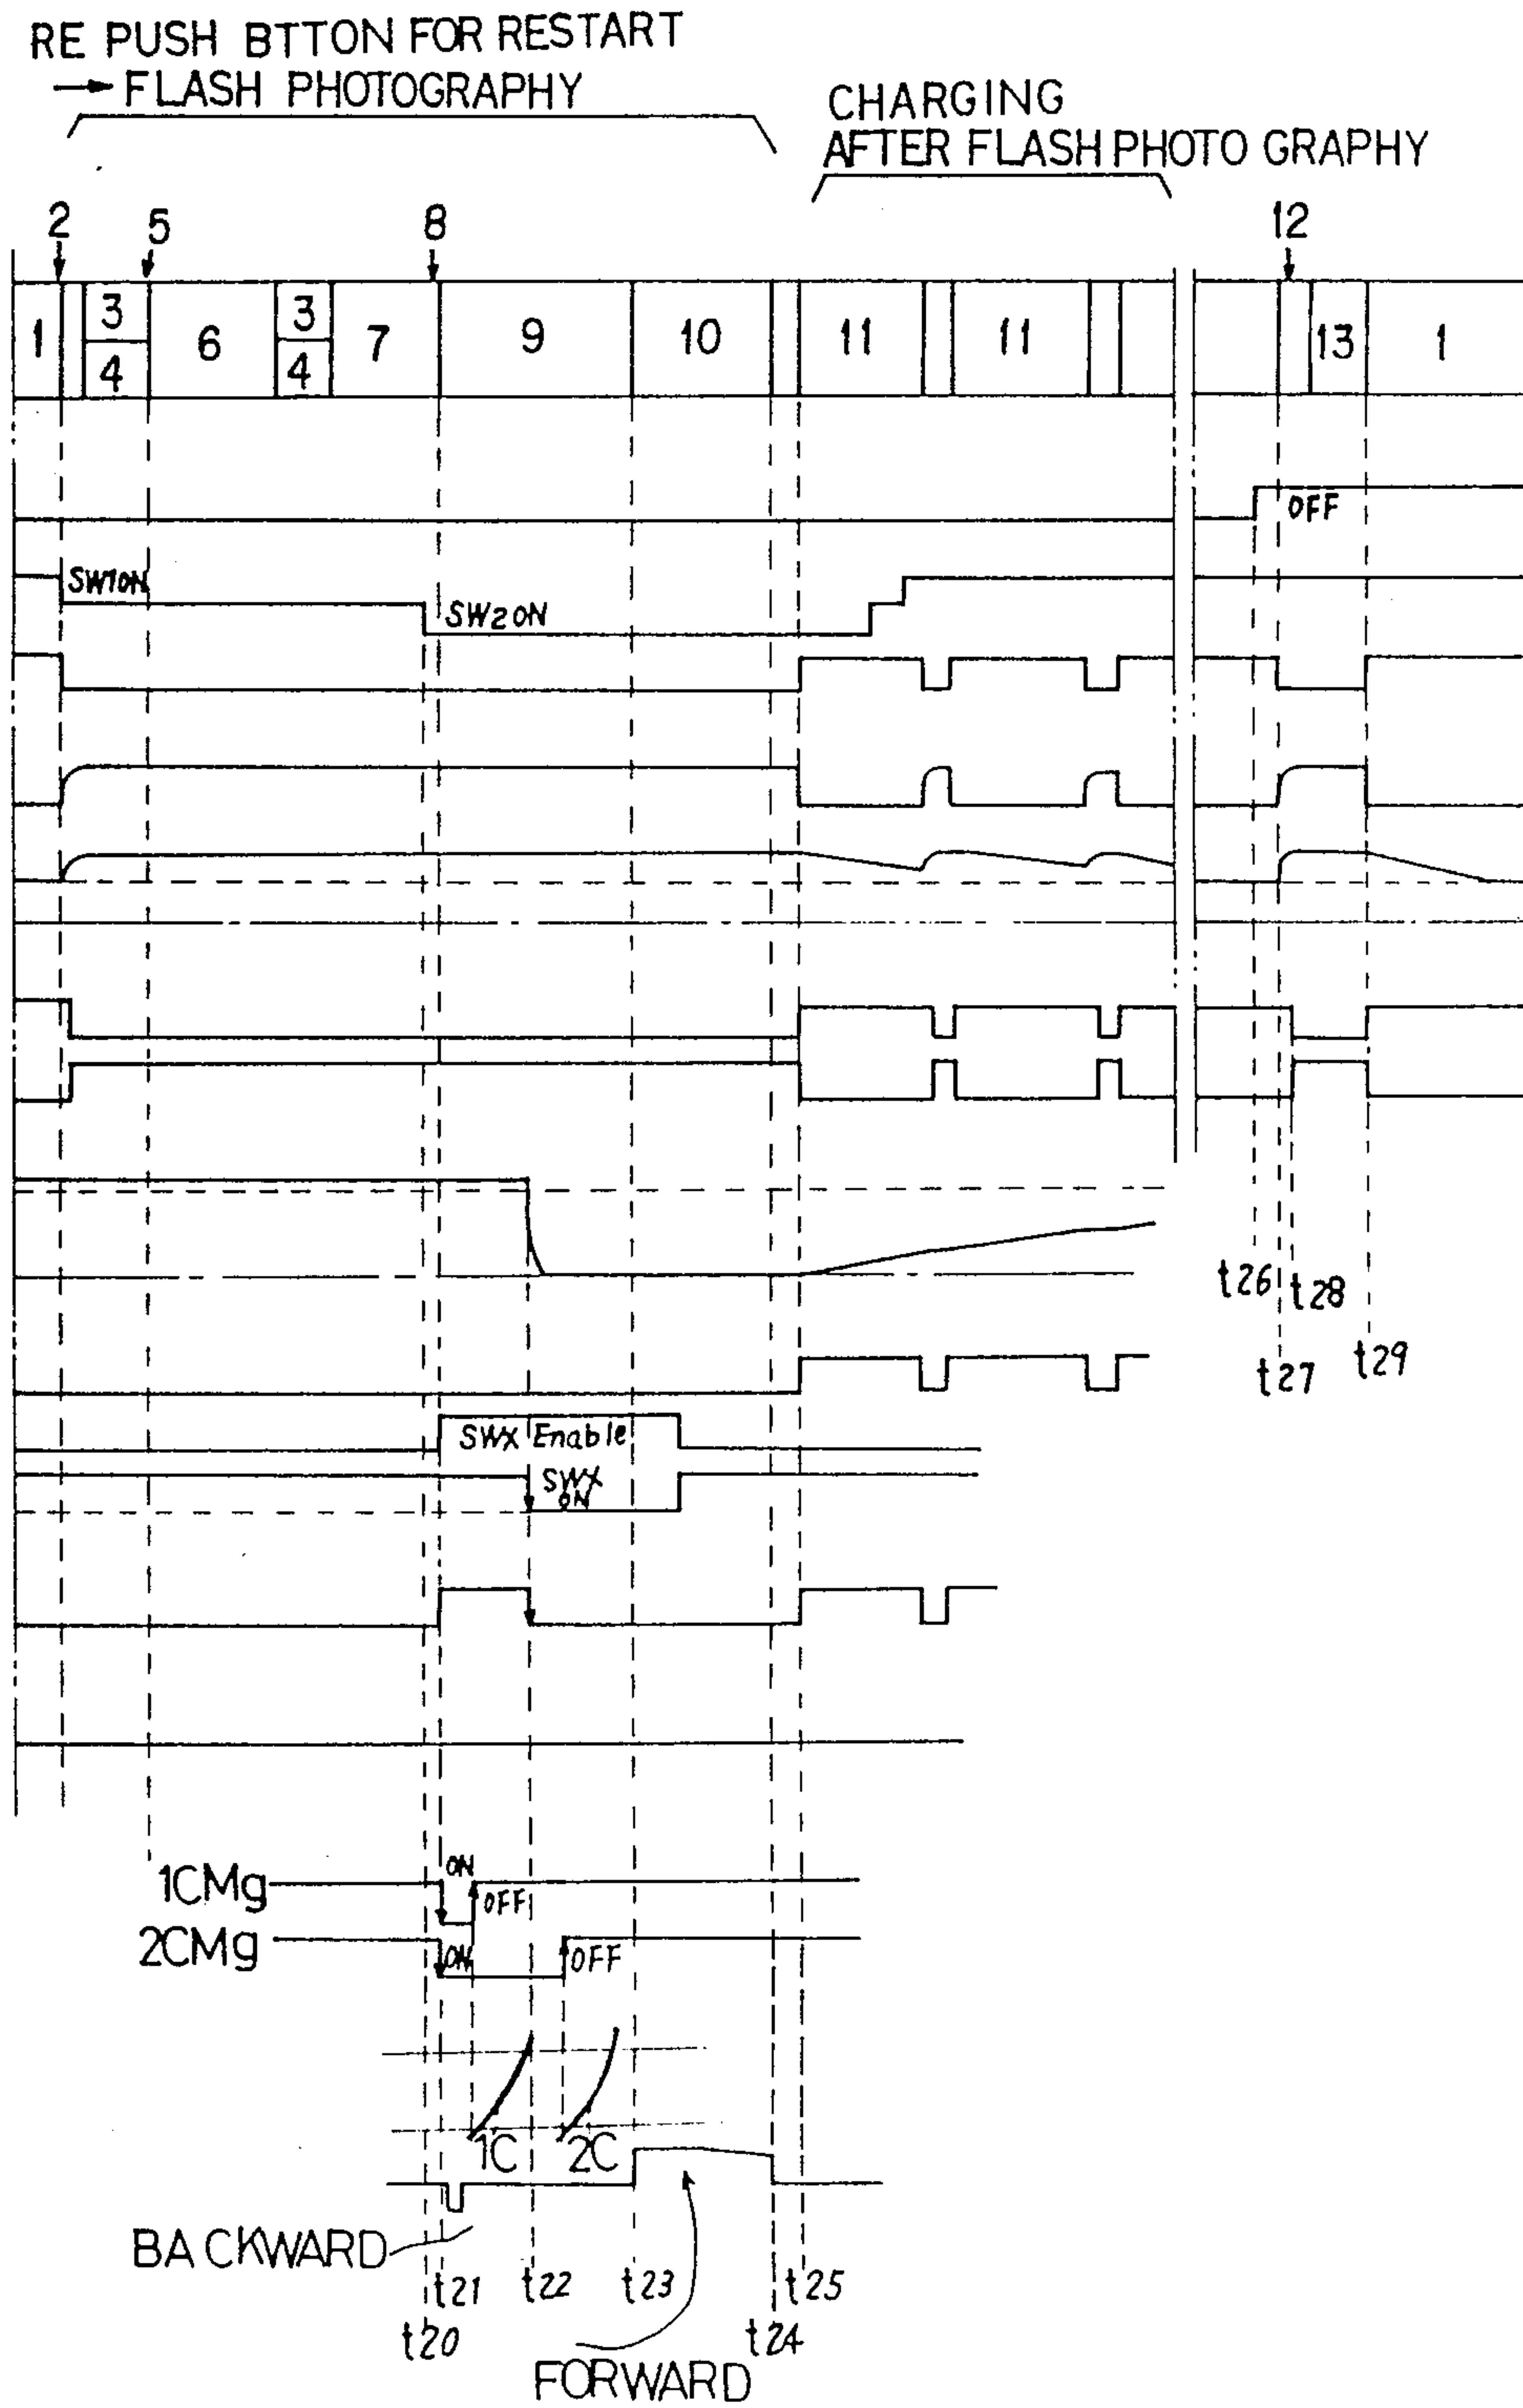 RE PUSH BTTON FOR RESTART
→ FLASH PHOTOGRAPHY
CHARGING
AFTER FLASH PHOTO GRAPHY
2 5 8 12
1 3 4 6 3 4 7 9 10 11 11 13 1
OFF
SW1ON
SW2 ON
t26 t28
t27 t29
SWX Enable
SWX
ON
1CMg ON OFF
2CMg ON OFF
1C 2C
BACKWARD
t21 t22 t23 t25
t20 t24
FORWARD